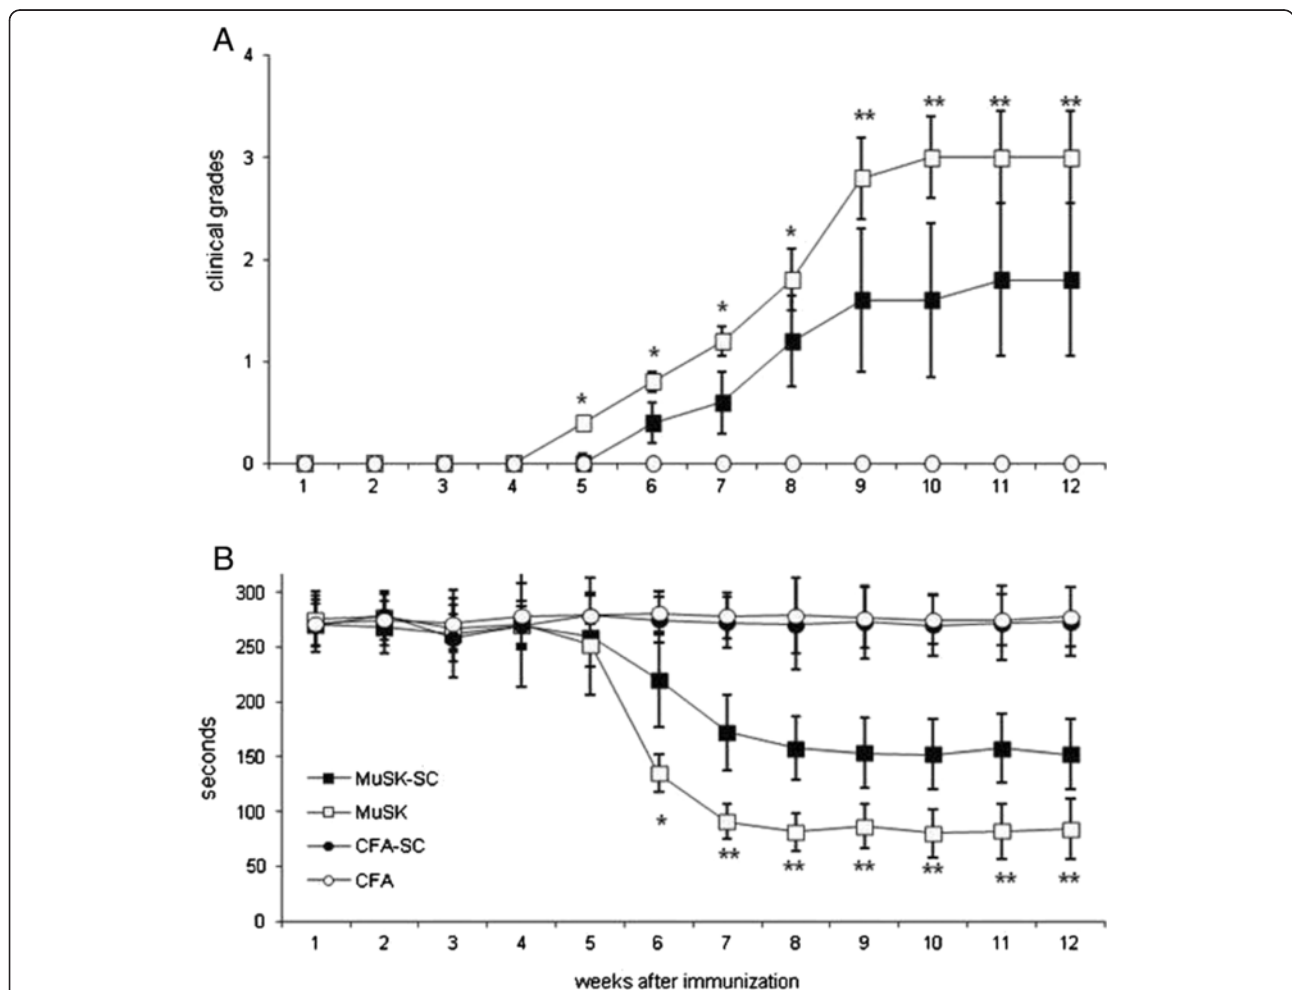 A
4
** ** ** **
3
clinical grades
*
2
*
*
1
*
0
1 2 3 4 5 6 7 8 9 10 11 12
B
300
250
200
seconds
150
MuSK-SC
100
MuSK
*
CFA-SC
** ** ** ** ** **
50
CFA
0
1 2 3 4 5 6 7 8 9 10 11 12
weeks after immunization